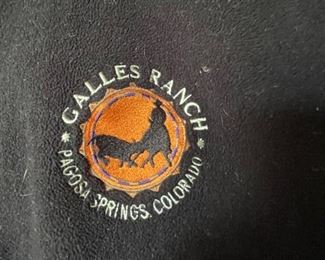 GALLES RANCH
* PAGOSA SPRINGS, COLORADO *